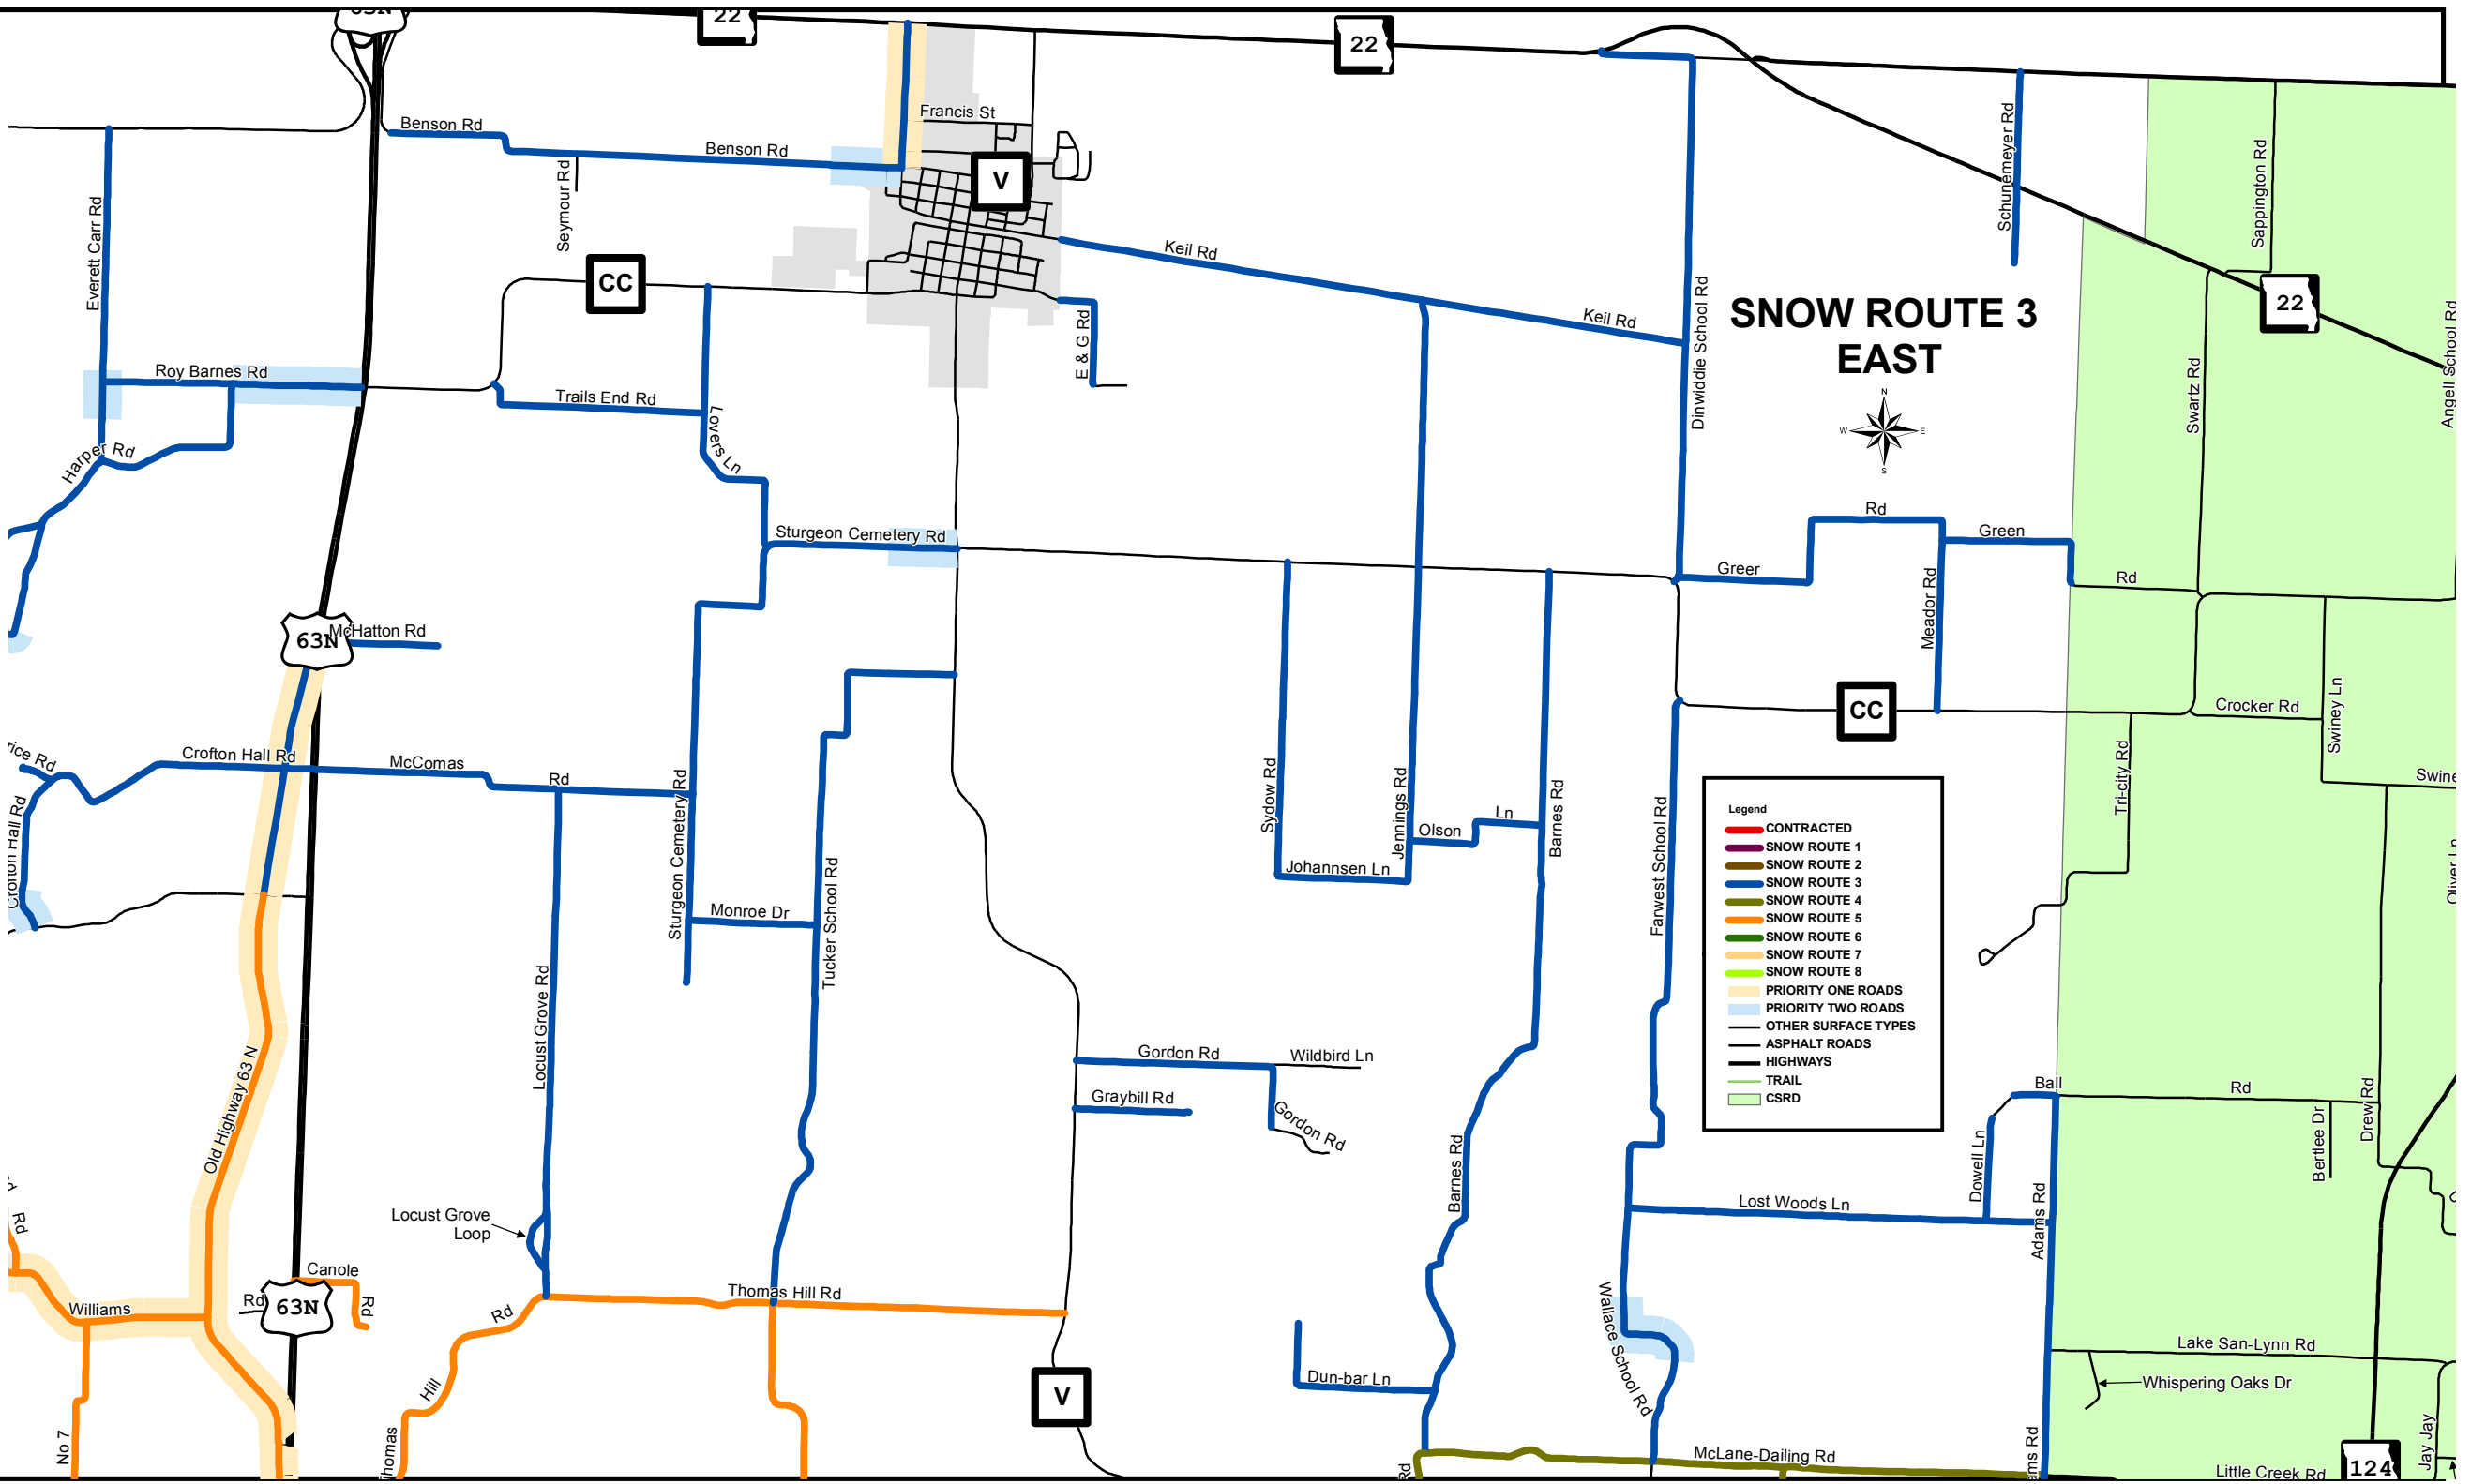 22
22
Francis St
Benson Rd
Benson Rd
Seymour Rd
Schunemeyer Rd
Sappington Rd
V
Everett Carr Rd
Keil Rd
CC
Keil Rd
E & G Rd
Dinwiddie School Rd
SNOW ROUTE 3
EAST
22
Angell School Rd
N
W
E
S
Swartz Rd
Roy Barnes Rd
Trails End Rd
Lovers Ln
Harper Rd
Sturgeon Cemetery Rd
Rd
Green
Greer
Rd
Meador Rd
63N
McHatton Rd
CC
Crocker Rd
Swiney Ln
Tri-city Rd
Crofton Hall Rd
McComas
Rd
Crofton Hall Rd
Sturgeon Cemetery Rd
Sydow Rd
Jennings Rd
Olson
Ln
Barnes Rd
Johannsen Ln
Farwest School Rd
Monroe Dr
Tucker School Rd
Locust Grove Rd
Legend
CONTRACTED
SNOW ROUTE 1
SNOW ROUTE 2
SNOW ROUTE 3
SNOW ROUTE 4
SNOW ROUTE 5
SNOW ROUTE 6
SNOW ROUTE 7
SNOW ROUTE 8
PRIORITY ONE ROADS
PRIORITY TWO ROADS
OTHER SURFACE TYPES
ASPHALT ROADS
HIGHWAYS
TRAIL
CSRD
Oliver Ln
Old Highway 63 N
Gordon Rd
Wildbird Ln
Graybill Rd
Gordon Rd
Barnes Rd
Ball
Rd
Bertlee Dr
Drew Rd
Dowell Ln
Lost Woods Ln
Adams Rd
Rd
Locust Grove
Loop
Canole
Rd
Rd
63N
Williams
Thomas Hill Rd
Rd
Hill
Thomas
No 7
V
Dun-bar Ln
Wallace School Rd
Lake San-Lynn Rd
Whispering Oaks Dr
McLane-Dailing Rd
Rd
Little Creek Rd
124
Jay Jay